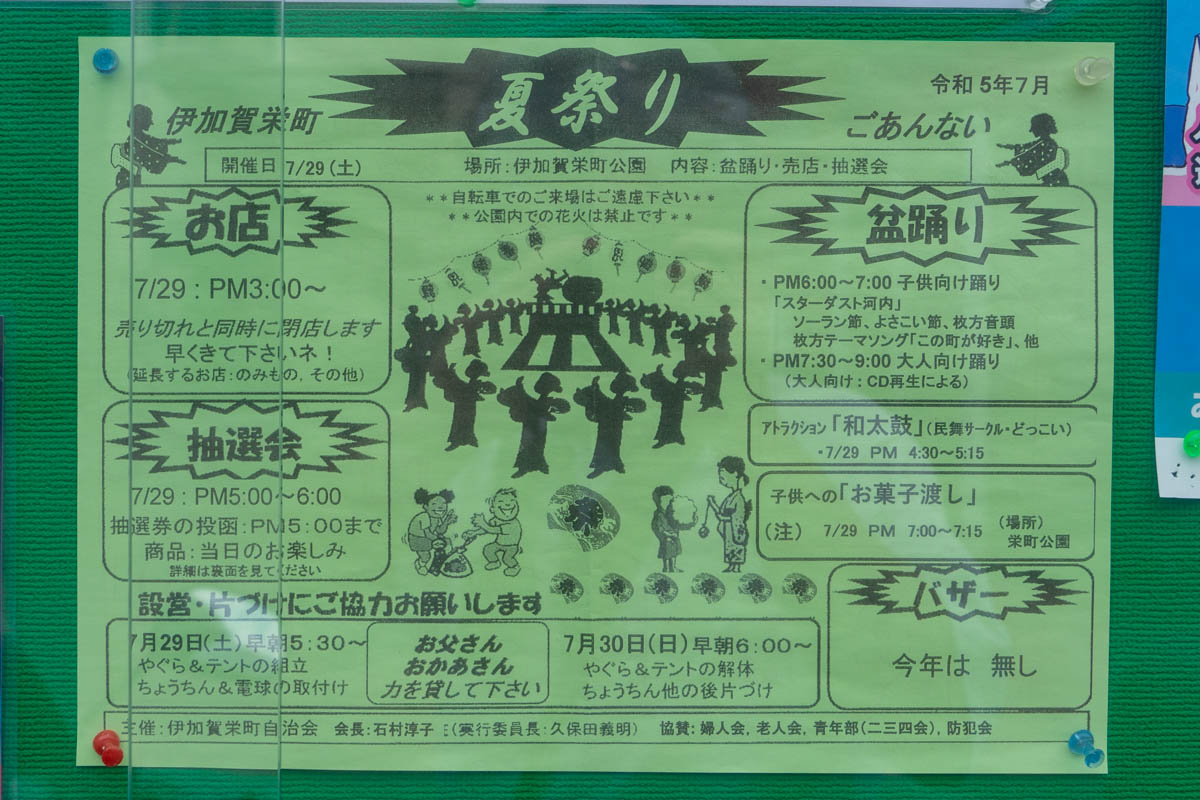 令和5年7月
伊加賀栄町
夏祭り
ごあんない
開催日 7/29(土) 場所:伊加賀栄町公園 内容:盆踊り・売店・抽選会
**自転車でのご来場はご遠慮下さい**
**公園内での花火は禁止です**
お店
7/29 : PM3:00～
売り切れと同時に閉店します
早くきて下さいネ!
(延長するお店:のみもの,その他)
抽選会
7/29 : PM5:00～6:00
抽選券の投函:PM5:00まで
商品:当日のお楽しみ
詳細は裏面を見てください
盆踊り
・PM6:00～7:00 子供向け踊り
「スターダスト河内」
ソーラン節、よさこい節、枚方音頭
枚方テーマソング「この町が好き」、他
・PM7:30～9:00 大人向け踊り
(大人向け:CD再生による)
アトラクション「和太鼓」(民舞サークル・どっこい)
・7/29 PM 4:30～5:15
子供への「お菓子渡し」
(注) 7/29 PM 7:00～7:15 (場所)
栄町公園
バザー
今年は 無し
設営・片づけにご協力お願いします
7月29日(土)早朝5:30～
やぐら&テントの組立
ちょうちん&電球の取付け
お父さん
おかあさん
力を貸して下さい
7月30日(日)早朝6:00～
やぐら&テントの解体
ちょうちん他の後片づけ
主催:伊加賀栄町自治会 会長:石村淳子 (実行委員長:久保田義明) 協賛:婦人会,老人会,青年部(二三四会),防犯会